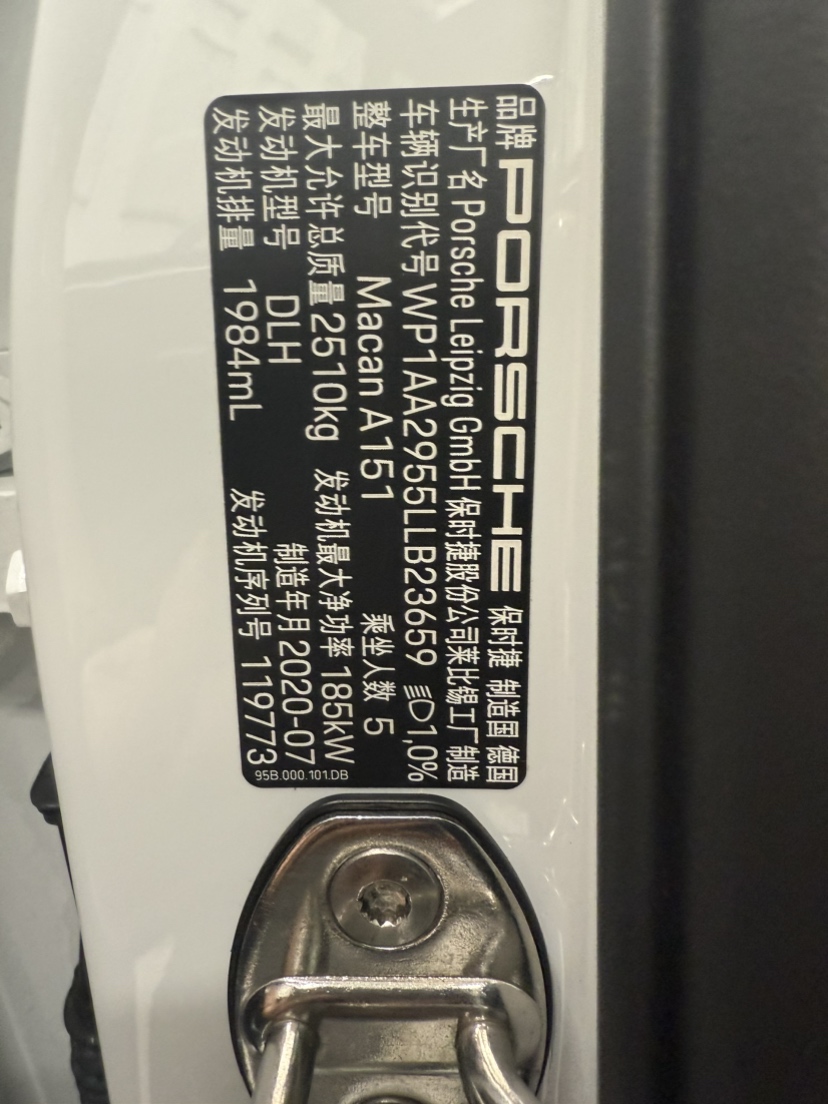 品牌 PORSCHE 保时捷 制造国 德国
生产厂名 Porsche Leipzig GmbH 保时捷股份公司莱比锡工厂制造
车辆识别代号 WP1AA2955LLB23659 1,0%
整车型号 Macan A151 乘坐人数 5
最大允许总质量 2510kg 发动机最大净功率 185kW
发动机型号 DLH 制造年月 2020-07
发动机排量 1984mL 发动机序列号 119773
95B.000.101.DB